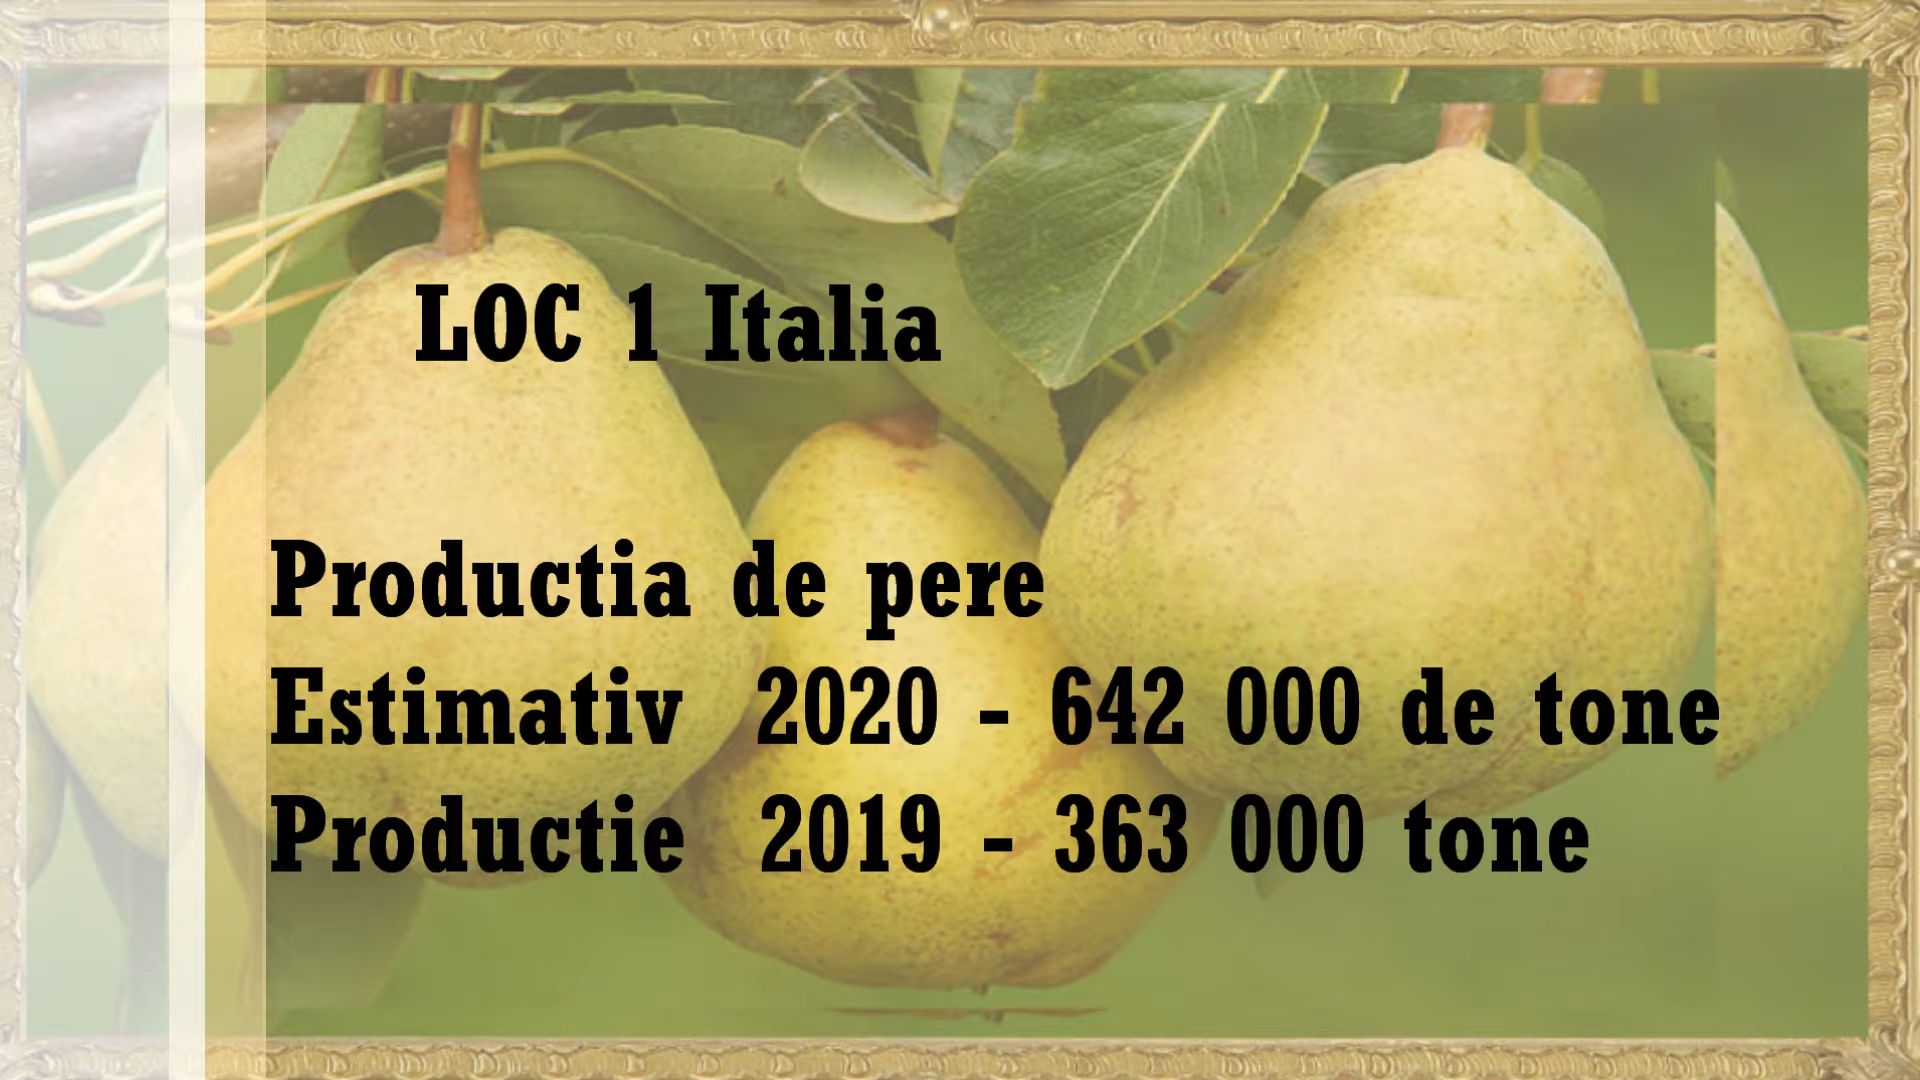 LOC 1 Italia
Productia de pere
Estimativ 2020 - 642 000 de tone
Productie 2019 - 363 000 tone